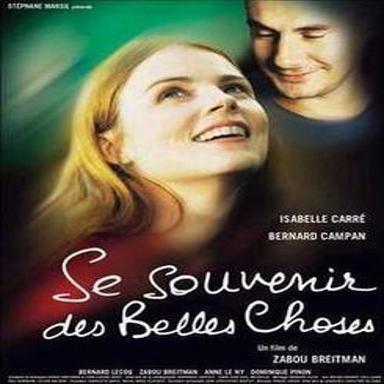 STÉPHANE MARSIL présente
ISABELLE CARRÉ
BERNARD CAMPAN
Se souvenir
des Belles Choses
Un film de
ZABOU BREITMAN
BERNARD LECOQ ZABOU BREITMAN ANNE LE NY DOMINIQUE PINON